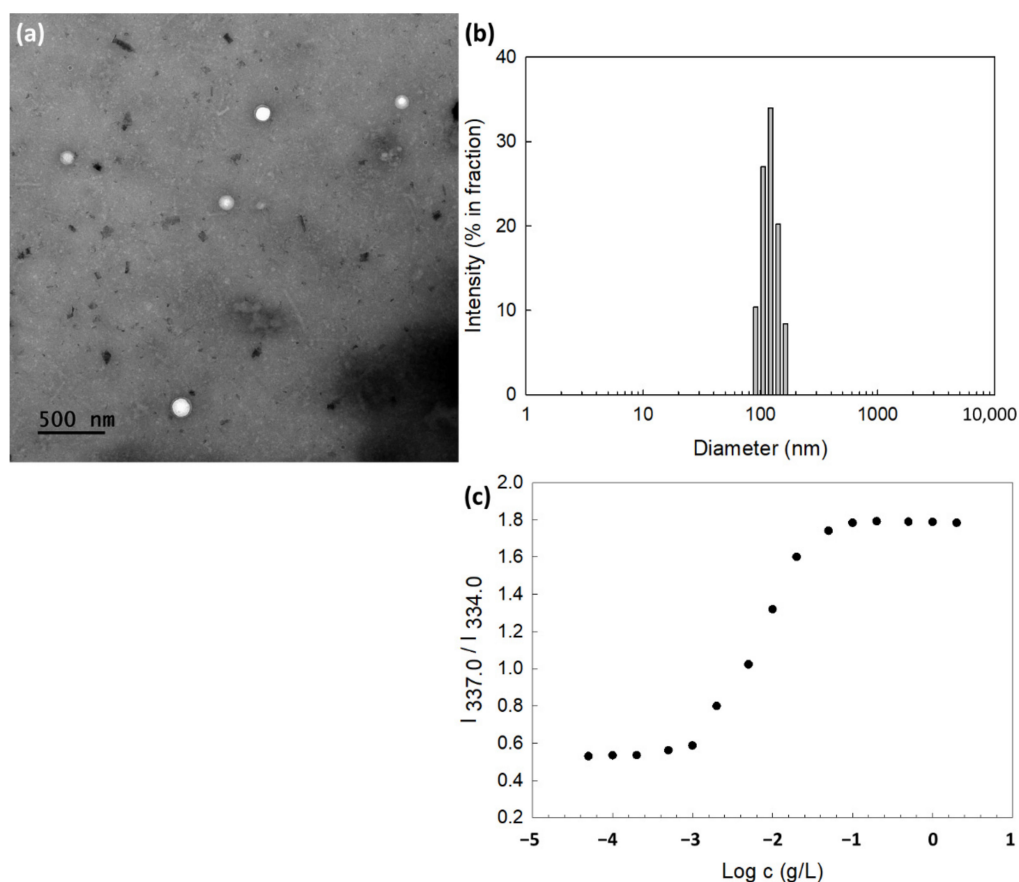 (a)
500 nm
(b)
40
30
20
10
0
Intensity (% in fraction)
1 10 100 1000 10,000
Diameter (nm)
(c)
2.0
1.8
1.6
1.4
1.2
1.0
0.8
0.6
0.4
0.2
I 337.0 / I 334.0
−5 −4 −3 −2 −1 0 1
Log c (g/L)